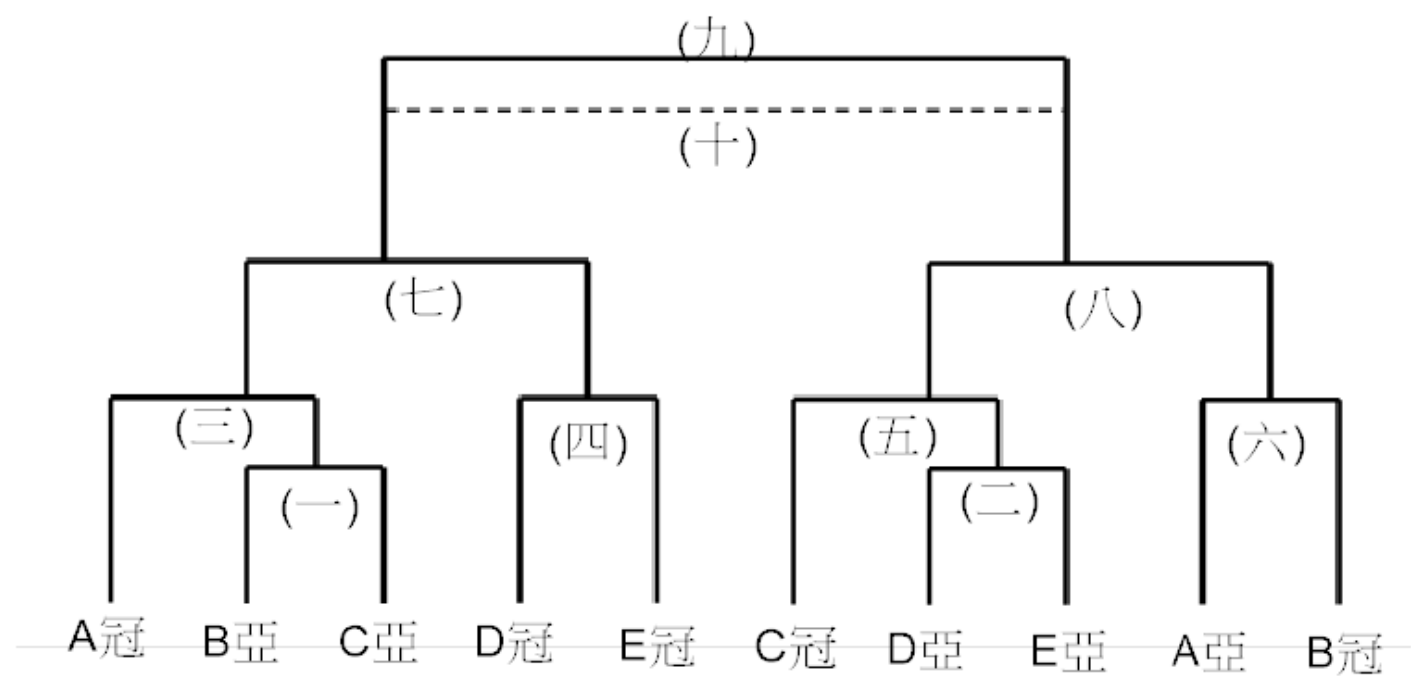 (九)
(十)
(七)
(八)
(三)
(四)
(五)
(六)
(一)
(二)
A冠 B亞 C亞 D冠 E冠 C冠 D亞 E亞 A亞 B冠